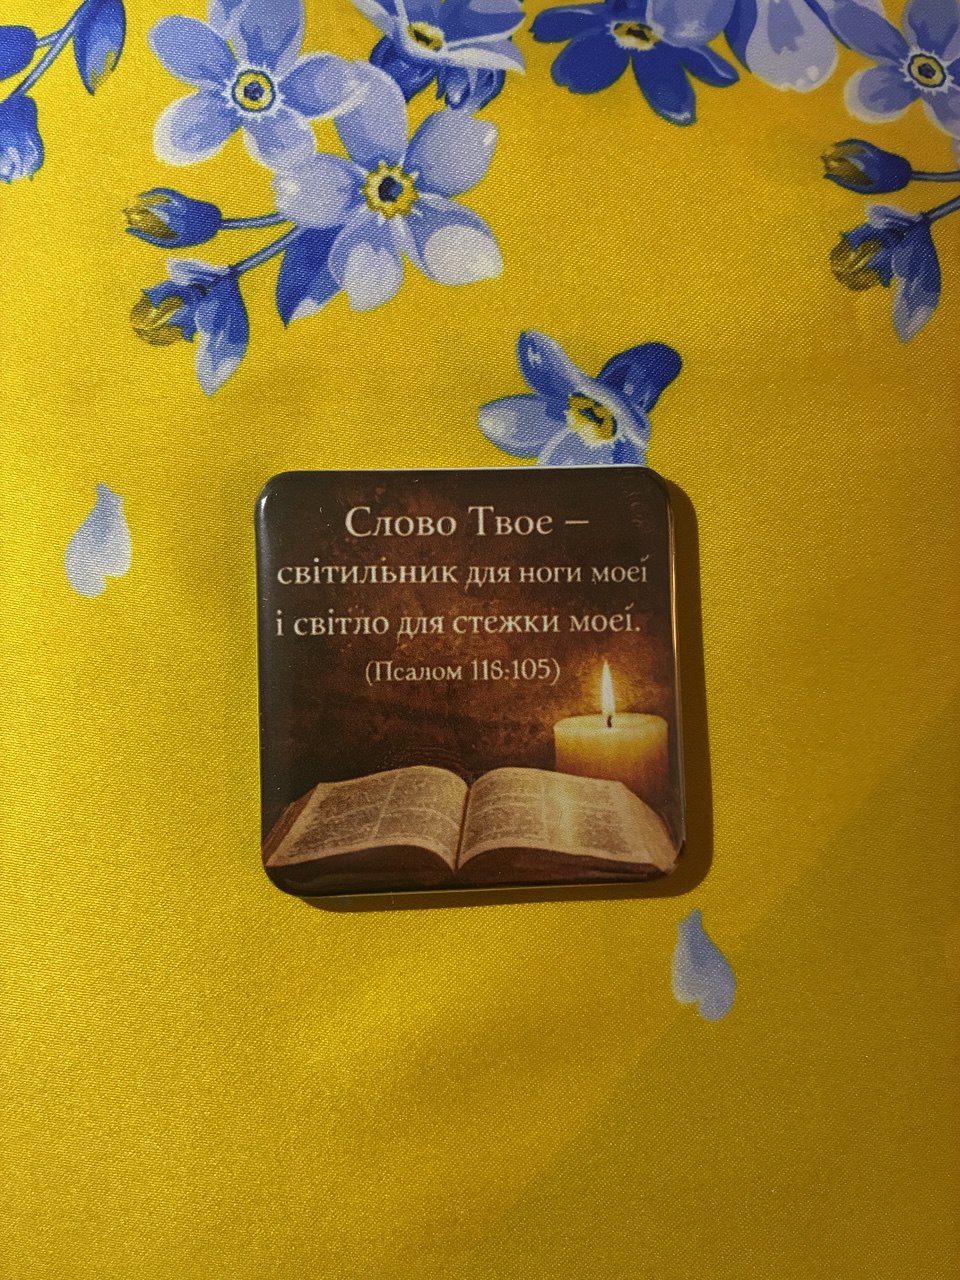 Слово Твоє –
світильник для ноги моєї
і світло для стежки моєї.
(Псалом 118:105)